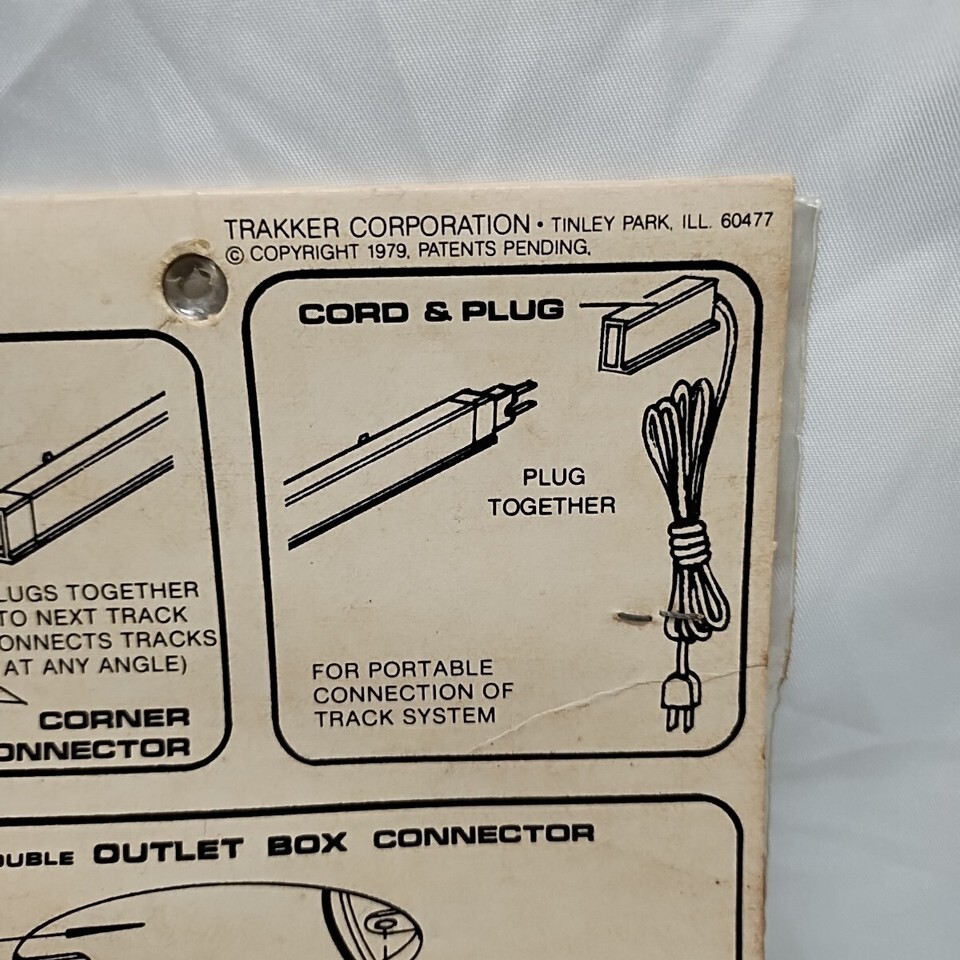 TRAKKER CORPORATION • TINLEY PARK, ILL. 60477
© COPYRIGHT 1979, PATENTS PENDING.
CORD & PLUG
PLUG
TOGETHER
FOR PORTABLE
CONNECTION OF
TRACK SYSTEM
LUGS TOGETHER
TO NEXT TRACK
ONNECTS TRACKS
AT ANY ANGLE)
CORNER
ONNECTOR
OUBLE OUTLET BOX CONNECTOR